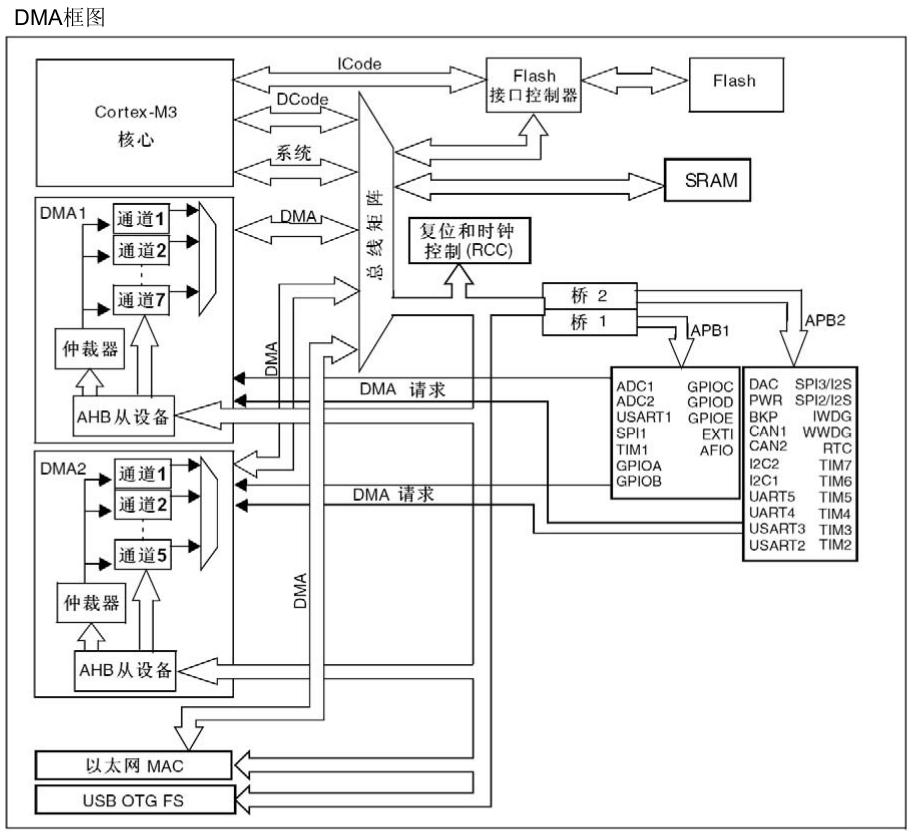 DMA框图
ICode
Cortex-M3
核心
Flash
接口控制器
Flash
DCode
系统
SRAM
DMA1
通道1
通道2
通道7
仲裁器
AHB从设备
DMA
总线矩阵
复位和时钟
控制(RCC)
桥 2
桥 1
APB1
APB2
DMA
DMA 请求
ADC1 GPIOC
ADC2 GPIOD
USART1 GPIOE
SPI1 EXTI
TIM1 AFIO
GPIOA
GPIOB
DAC SPI3/I2S
PWR SPI2/I2S
BKP IWDG
CAN1 WWDG
CAN2 RTC
I2C2 TIM7
I2C1 TIM6
UART5 TIM5
UART4 TIM4
USART3 TIM3
USART2 TIM2
DMA2
通道1
通道2
通道5
仲裁器
AHB从设备
DMA 请求
DMA
以太网 MAC
USB OTG FS